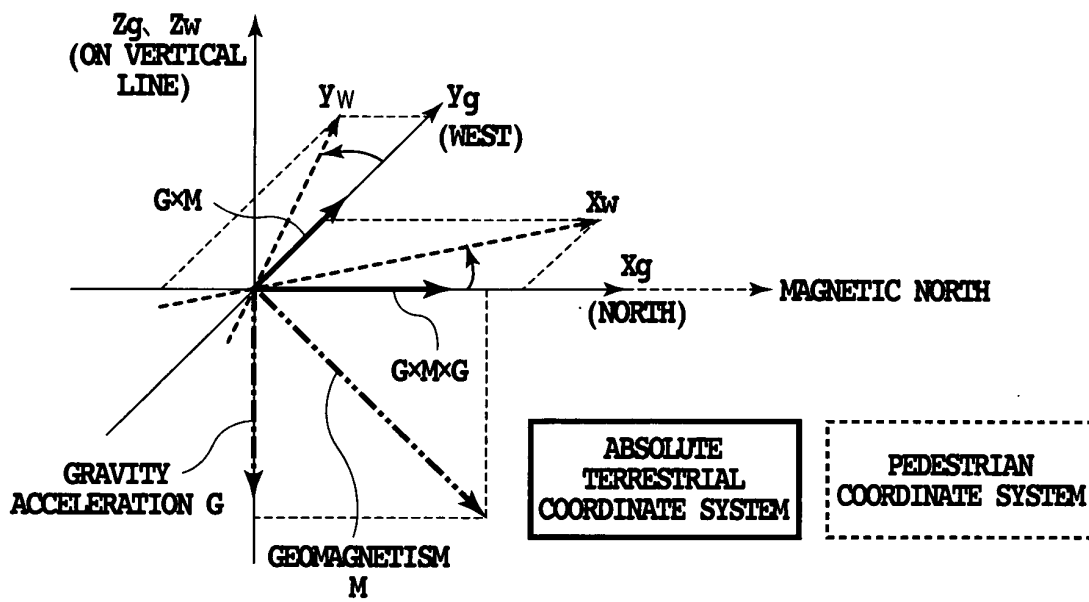 Zg、Zw
(ON VERTICAL
LINE)
Yw
Yg
(WEST)
G×M
Xw
Xg
(NORTH)
MAGNETIC NORTH
G×M×G
GRAVITY
ACCELERATION G
GEOMAGNETISM
M
ABSOLUTE
TERRESTRIAL
COORDINATE SYSTEM
PEDESTRIAN
COORDINATE SYSTEM